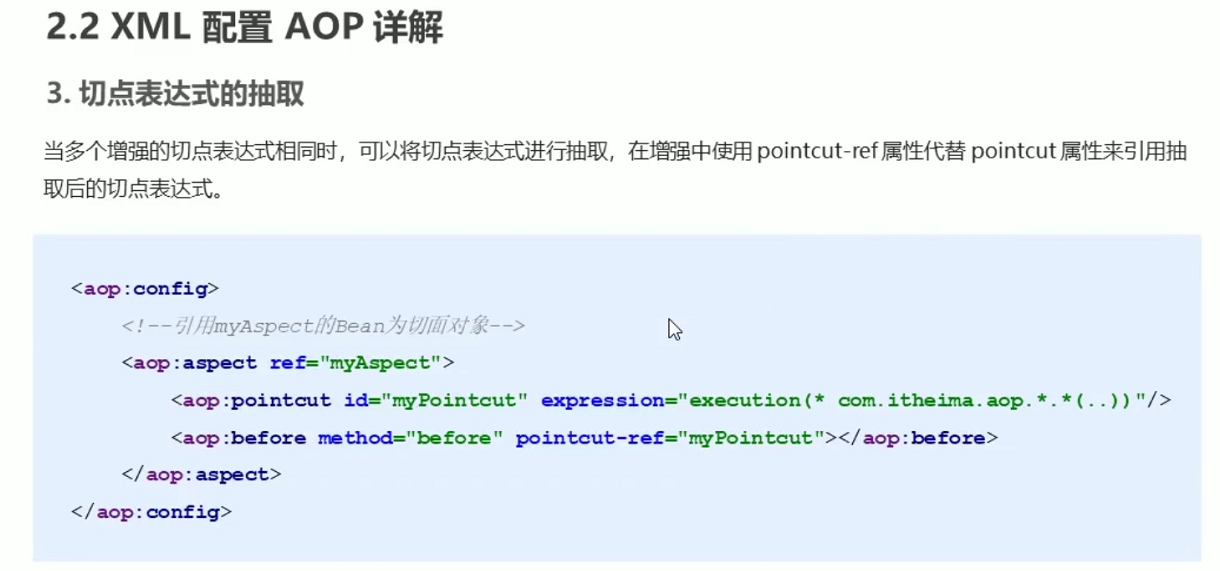 2.2 XML 配置 AOP 详解
3. 切点表达式的抽取
当多个增强的切点表达式相同时，可以将切点表达式进行抽取，在增强中使用 pointcut-ref 属性代替 pointcut 属性来引用抽
取后的切点表达式。
<aop:config>
<!--引用myAspect的Bean为切面对象-->
<aop:aspect ref="myAspect">
<aop:pointcut id="myPointcut" expression="execution(* com.itheima.aop.*.*(..))"/>
<aop:before method="before" pointcut-ref="myPointcut"></aop:before>
</aop:aspect>
</aop:config>